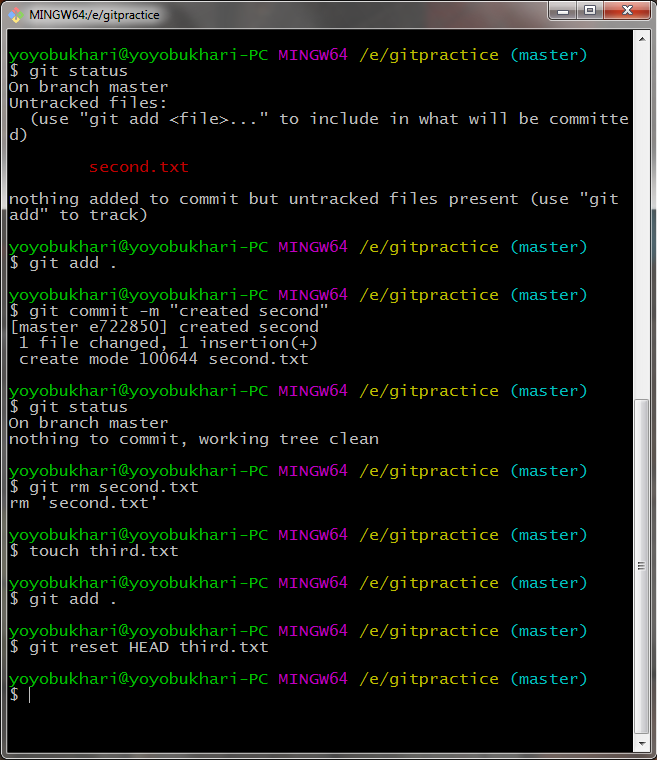 MINGW64:/e/gitpractice
yoyobukhari@yoyobukhari-PC MINGW64 /e/gitpractice (master)
$ git status
On branch master
Untracked files:
  (use "git add <file>..." to include in what will be committe
d)
        second.txt
nothing added to commit but untracked files present (use "git
add" to track)
yoyobukhari@yoyobukhari-PC MINGW64 /e/gitpractice (master)
$ git add .
yoyobukhari@yoyobukhari-PC MINGW64 /e/gitpractice (master)
$ git commit -m "created second"
[master e722850] created second
 1 file changed, 1 insertion(+)
 create mode 100644 second.txt
yoyobukhari@yoyobukhari-PC MINGW64 /e/gitpractice (master)
$ git status
On branch master
nothing to commit, working tree clean
yoyobukhari@yoyobukhari-PC MINGW64 /e/gitpractice (master)
$ git rm second.txt
rm 'second.txt'
yoyobukhari@yoyobukhari-PC MINGW64 /e/gitpractice (master)
$ touch third.txt
yoyobukhari@yoyobukhari-PC MINGW64 /e/gitpractice (master)
$ git add .
yoyobukhari@yoyobukhari-PC MINGW64 /e/gitpractice (master)
$ git reset HEAD third.txt
yoyobukhari@yoyobukhari-PC MINGW64 /e/gitpractice (master)
$